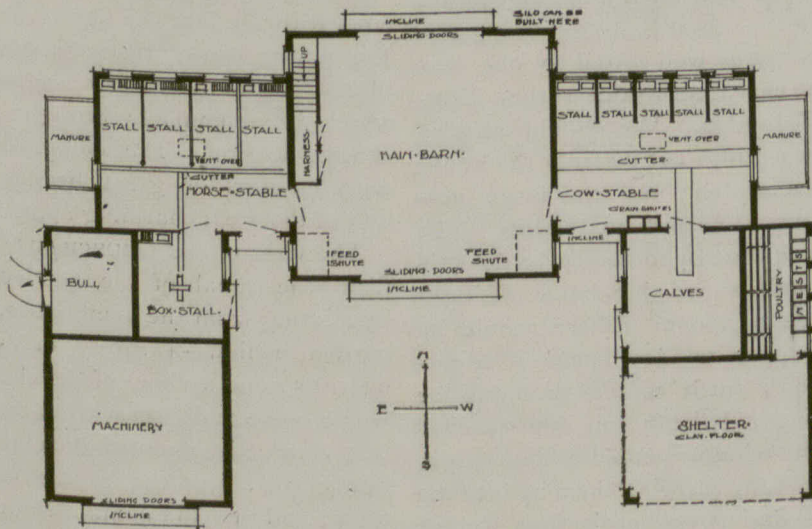 INCLINE
SLIDING DOORS
SILO CAN BE
BUILT HERE
UP
STALL
STALL
STALL
STALL
VENT OVER
MANURE
GUTTER
HORSE·STABLE
HARNESS
MAIN·BARN·
STALL
STALL
STALL
STALL
STALL
VENT OVER
MANURE
GUTTER
COW·STABLE
GRAIN SHUTES
INCLINE
FEED
SHUTE
FEED
SHUTE
SLIDING·DOORS
INCLINE
BULL
BOX·STALL
CALVES
POULTRY
NESTS
MACHINERY
SLIDING DOORS
INCLINE
N
E
W
S
SHELTER·
CLAY·FLOOR